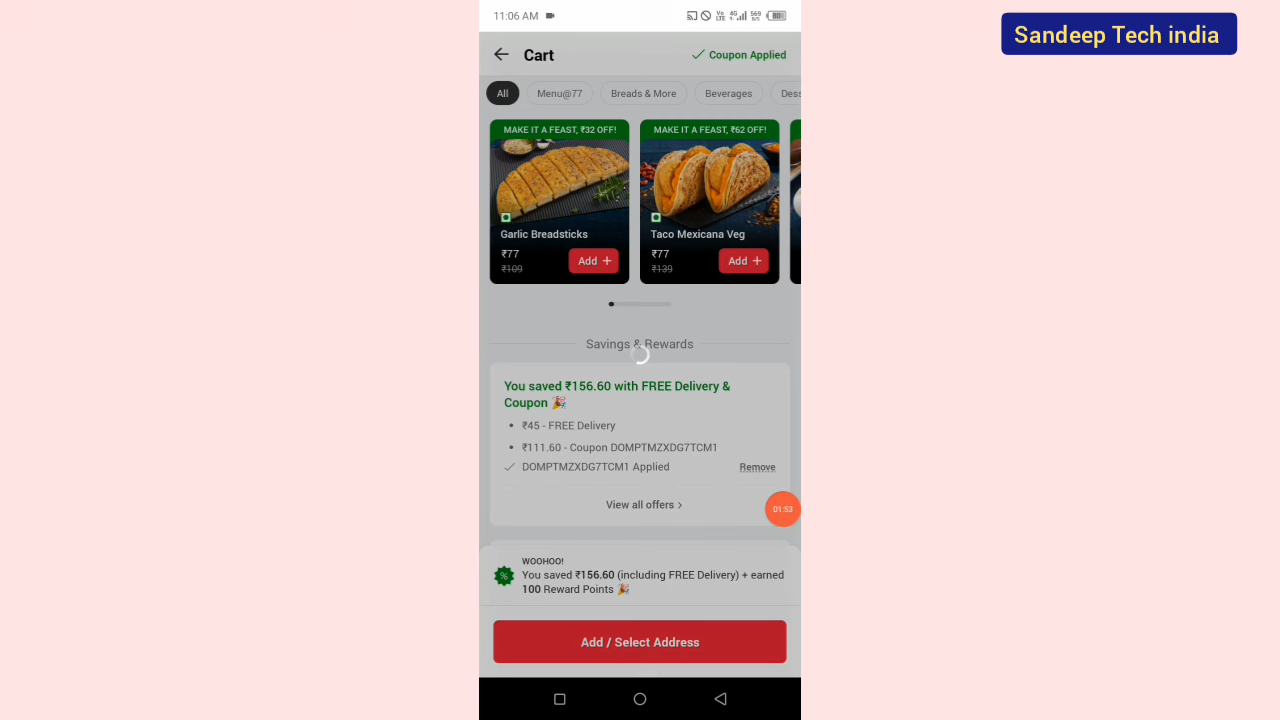 11:06 AM
Sandeep Tech india
Cart
Coupon Applied
All
Menu@77
Breads & More
Beverages
Dess
MAKE IT A FEAST, ₹32 OFF!
MAKE IT A FEAST, ₹62 OFF!
Garlic Breadsticks
Taco Mexicana Veg
₹77
Add +
₹77
Add +
₹109
₹139
Savings & Rewards
You saved ₹156.60 with FREE Delivery &
Coupon 🎉
• ₹45 - FREE Delivery
• ₹111.60 - Coupon DOMPTMZXDG7TCM1
DOMPTMZXDG7TCM1 Applied
Remove
View all offers >
01:53
WOOHOO!
You saved ₹156.60 (including FREE Delivery) + earned
100 Reward Points 🎉
Add / Select Address